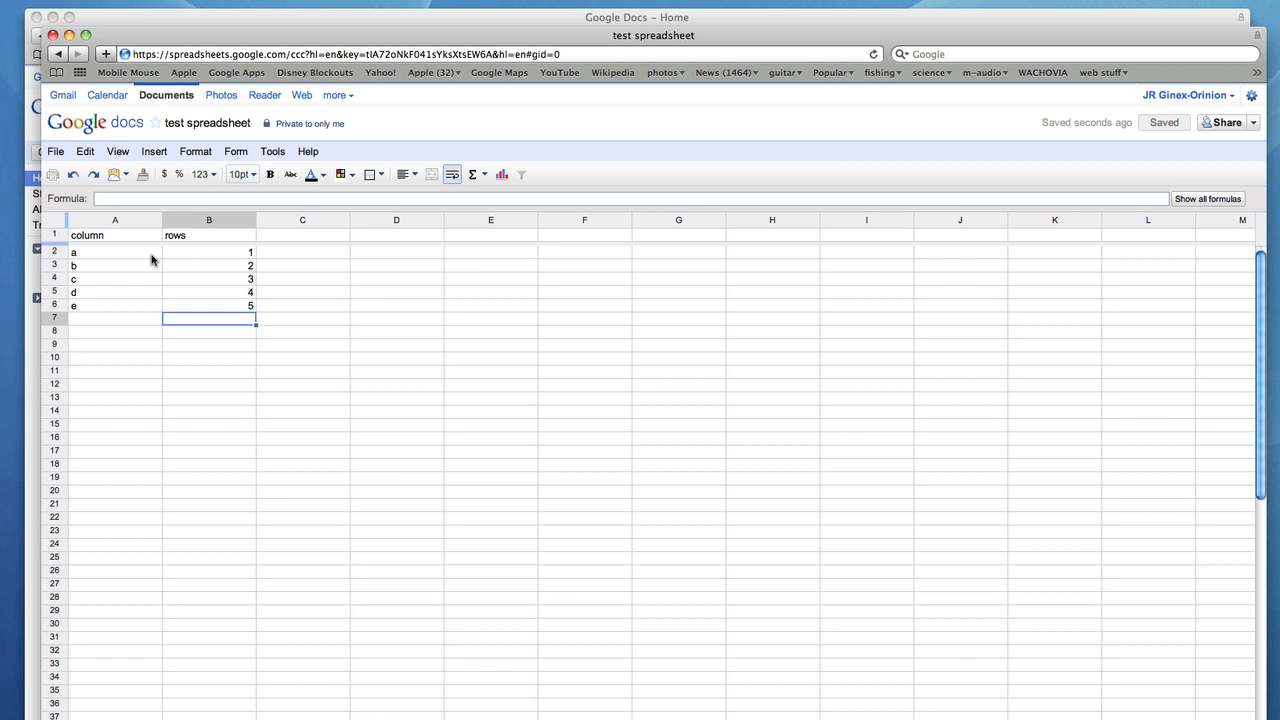 Google Docs – Home
test spreadsheet
https://spreadsheets.google.com/ccc?hl=en&key=tIA72oNkF041sYksXtsEW6A&hl=en#gid=0
Google
Mobile Mouse Apple Google Apps Disney Blockouts Yahoo! Apple (32) Google Maps YouTube Wikipedia photos News (1464) guitar Popular fishing science m-audio WACHOVIA web stuff
Gmail Calendar Documents Photos Reader Web more JR Ginex-Orinion
Google docs test spreadsheet Private to only me Saved seconds ago Saved Share
File Edit View Insert Format Form Tools Help
$ % 123 10pt B Abc A Σ
Formula: Show all formulas
A B C D E F G H I J K L M
1 column rows
2 a 1
3 b 2
4 c 3
5 d 4
6 e 5
7
8
9
10
11
12
13
14
15
16
17
18
19
20
21
22
23
24
25
26
27
28
29
30
31
32
33
34
35
36
37